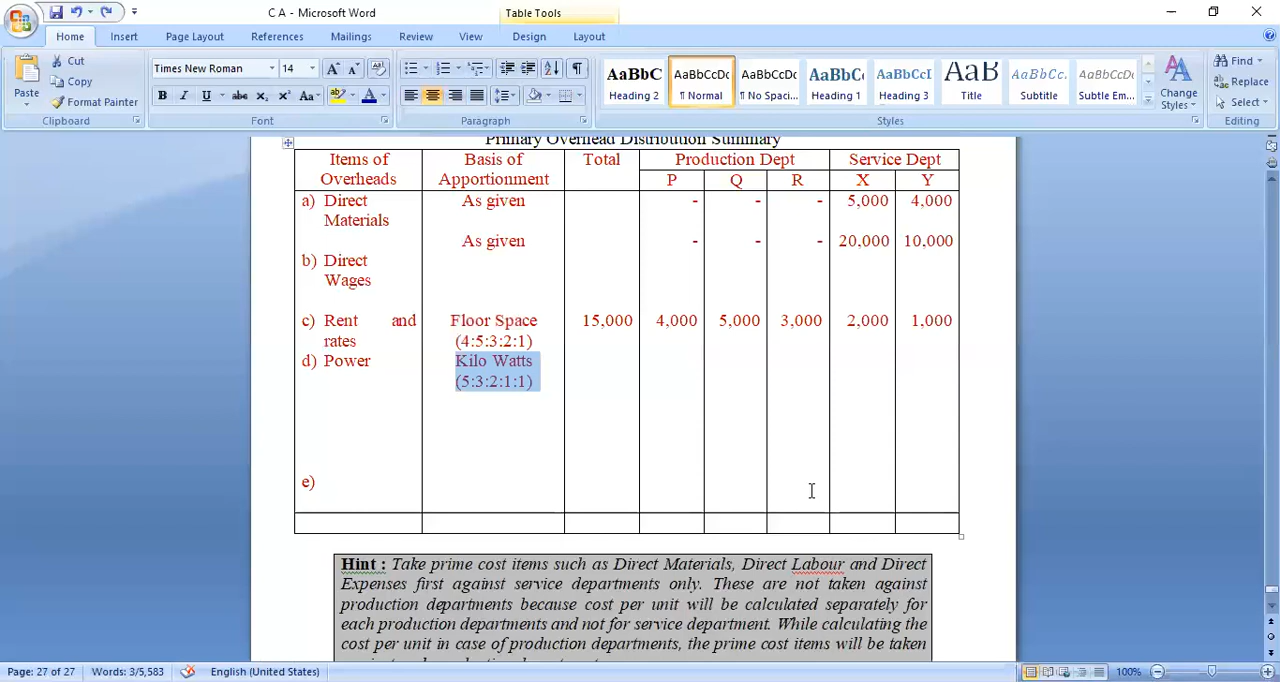 C A - Microsoft Word
Table Tools
Home Insert Page Layout References Mailings Review View Design Layout
Paste
Cut
Copy
Format Painter
Clipboard
Times New Roman 14
Font
Paragraph
AaBbC AaBbCcDc AaBbCcDc AaBbCc AaBbCcI AaB AaBbCc. AaBbCcDc
Heading 2 ¶ Normal ¶ No Spaci... Heading 1 Heading 3 Title Subtitle Subtle Em...
Styles
Change
Styles
Find
Replace
Select
Editing
Primary Overhead Distribution Summary
Items of Overheads Basis of Apportionment Total Production Dept Service Dept
P Q R X Y
a) Direct As given - - - 5,000 4,000
Materials
As given - - - 20,000 10,000
b) Direct
Wages
c) Rent and Floor Space 15,000 4,000 5,000 3,000 2,000 1,000
rates (4:5:3:2:1)
d) Power Kilo Watts
(5:3:2:1:1)
e)
Hint : Take prime cost items such as Direct Materials, Direct Labour and Direct
Expenses first against service departments only. These are not taken against
production departments because cost per unit will be calculated separately for
each production departments and not for service department. While calculating the
cost per unit in case of production departments, the prime cost items will be taken
Page: 27 of 27 Words: 3/5,583 English (United States) 100%